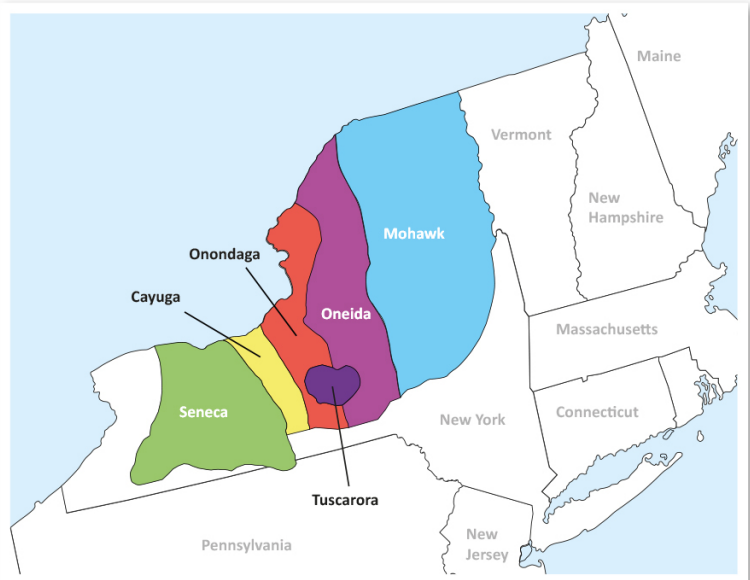 Maine
Vermont
New
Hampshire
Mohawk
Onondaga
Cayuga
Oneida
Massachusetts
Seneca
New York
Connecticut
Tuscarora
Pennsylvania
New
Jersey